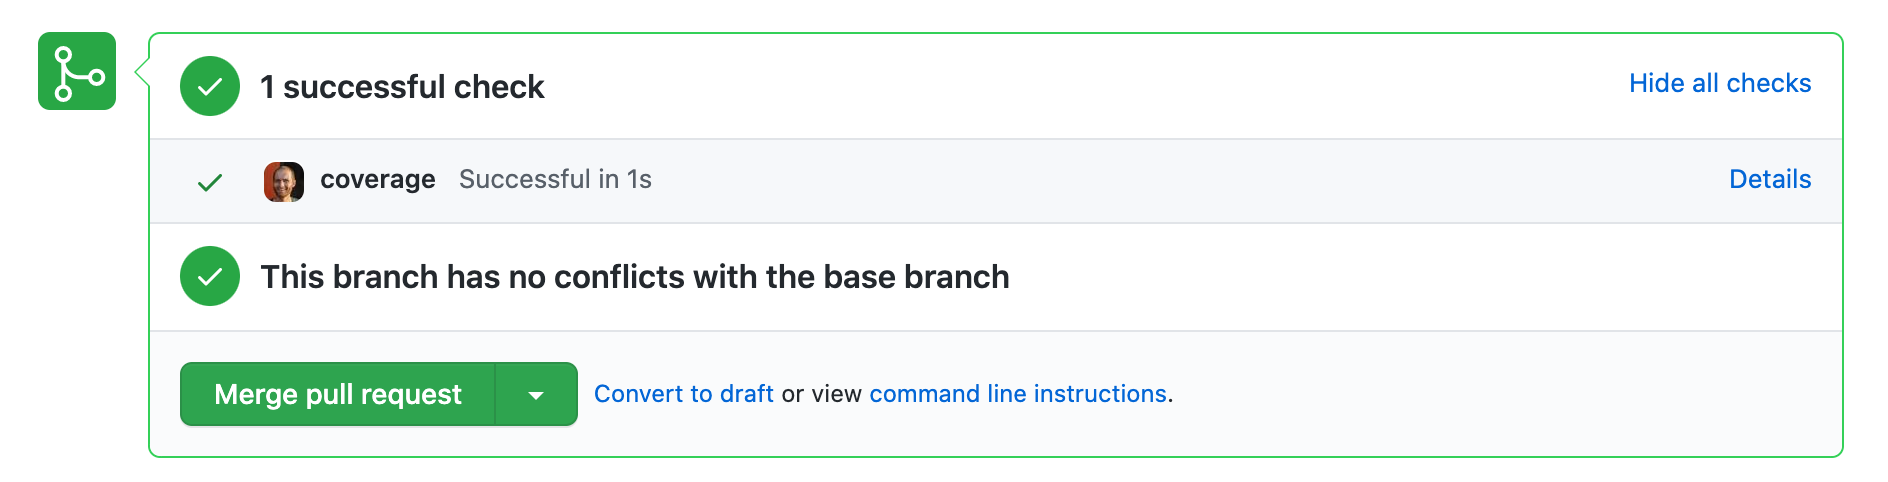 1 successful check Hide all checks
coverage Successful in 1s Details
This branch has no conflicts with the base branch
Merge pull request Convert to draft or view command line instructions.